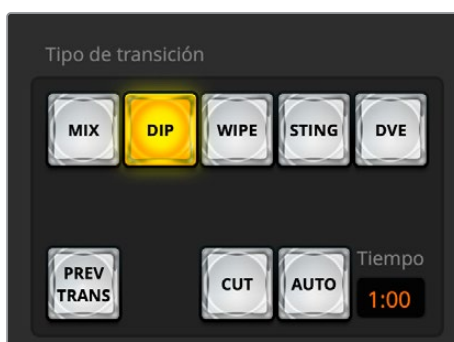 Tipo de transición
MIX DIP WIPE STING DVE
PREV TRANS CUT AUTO Tiempo
1:00